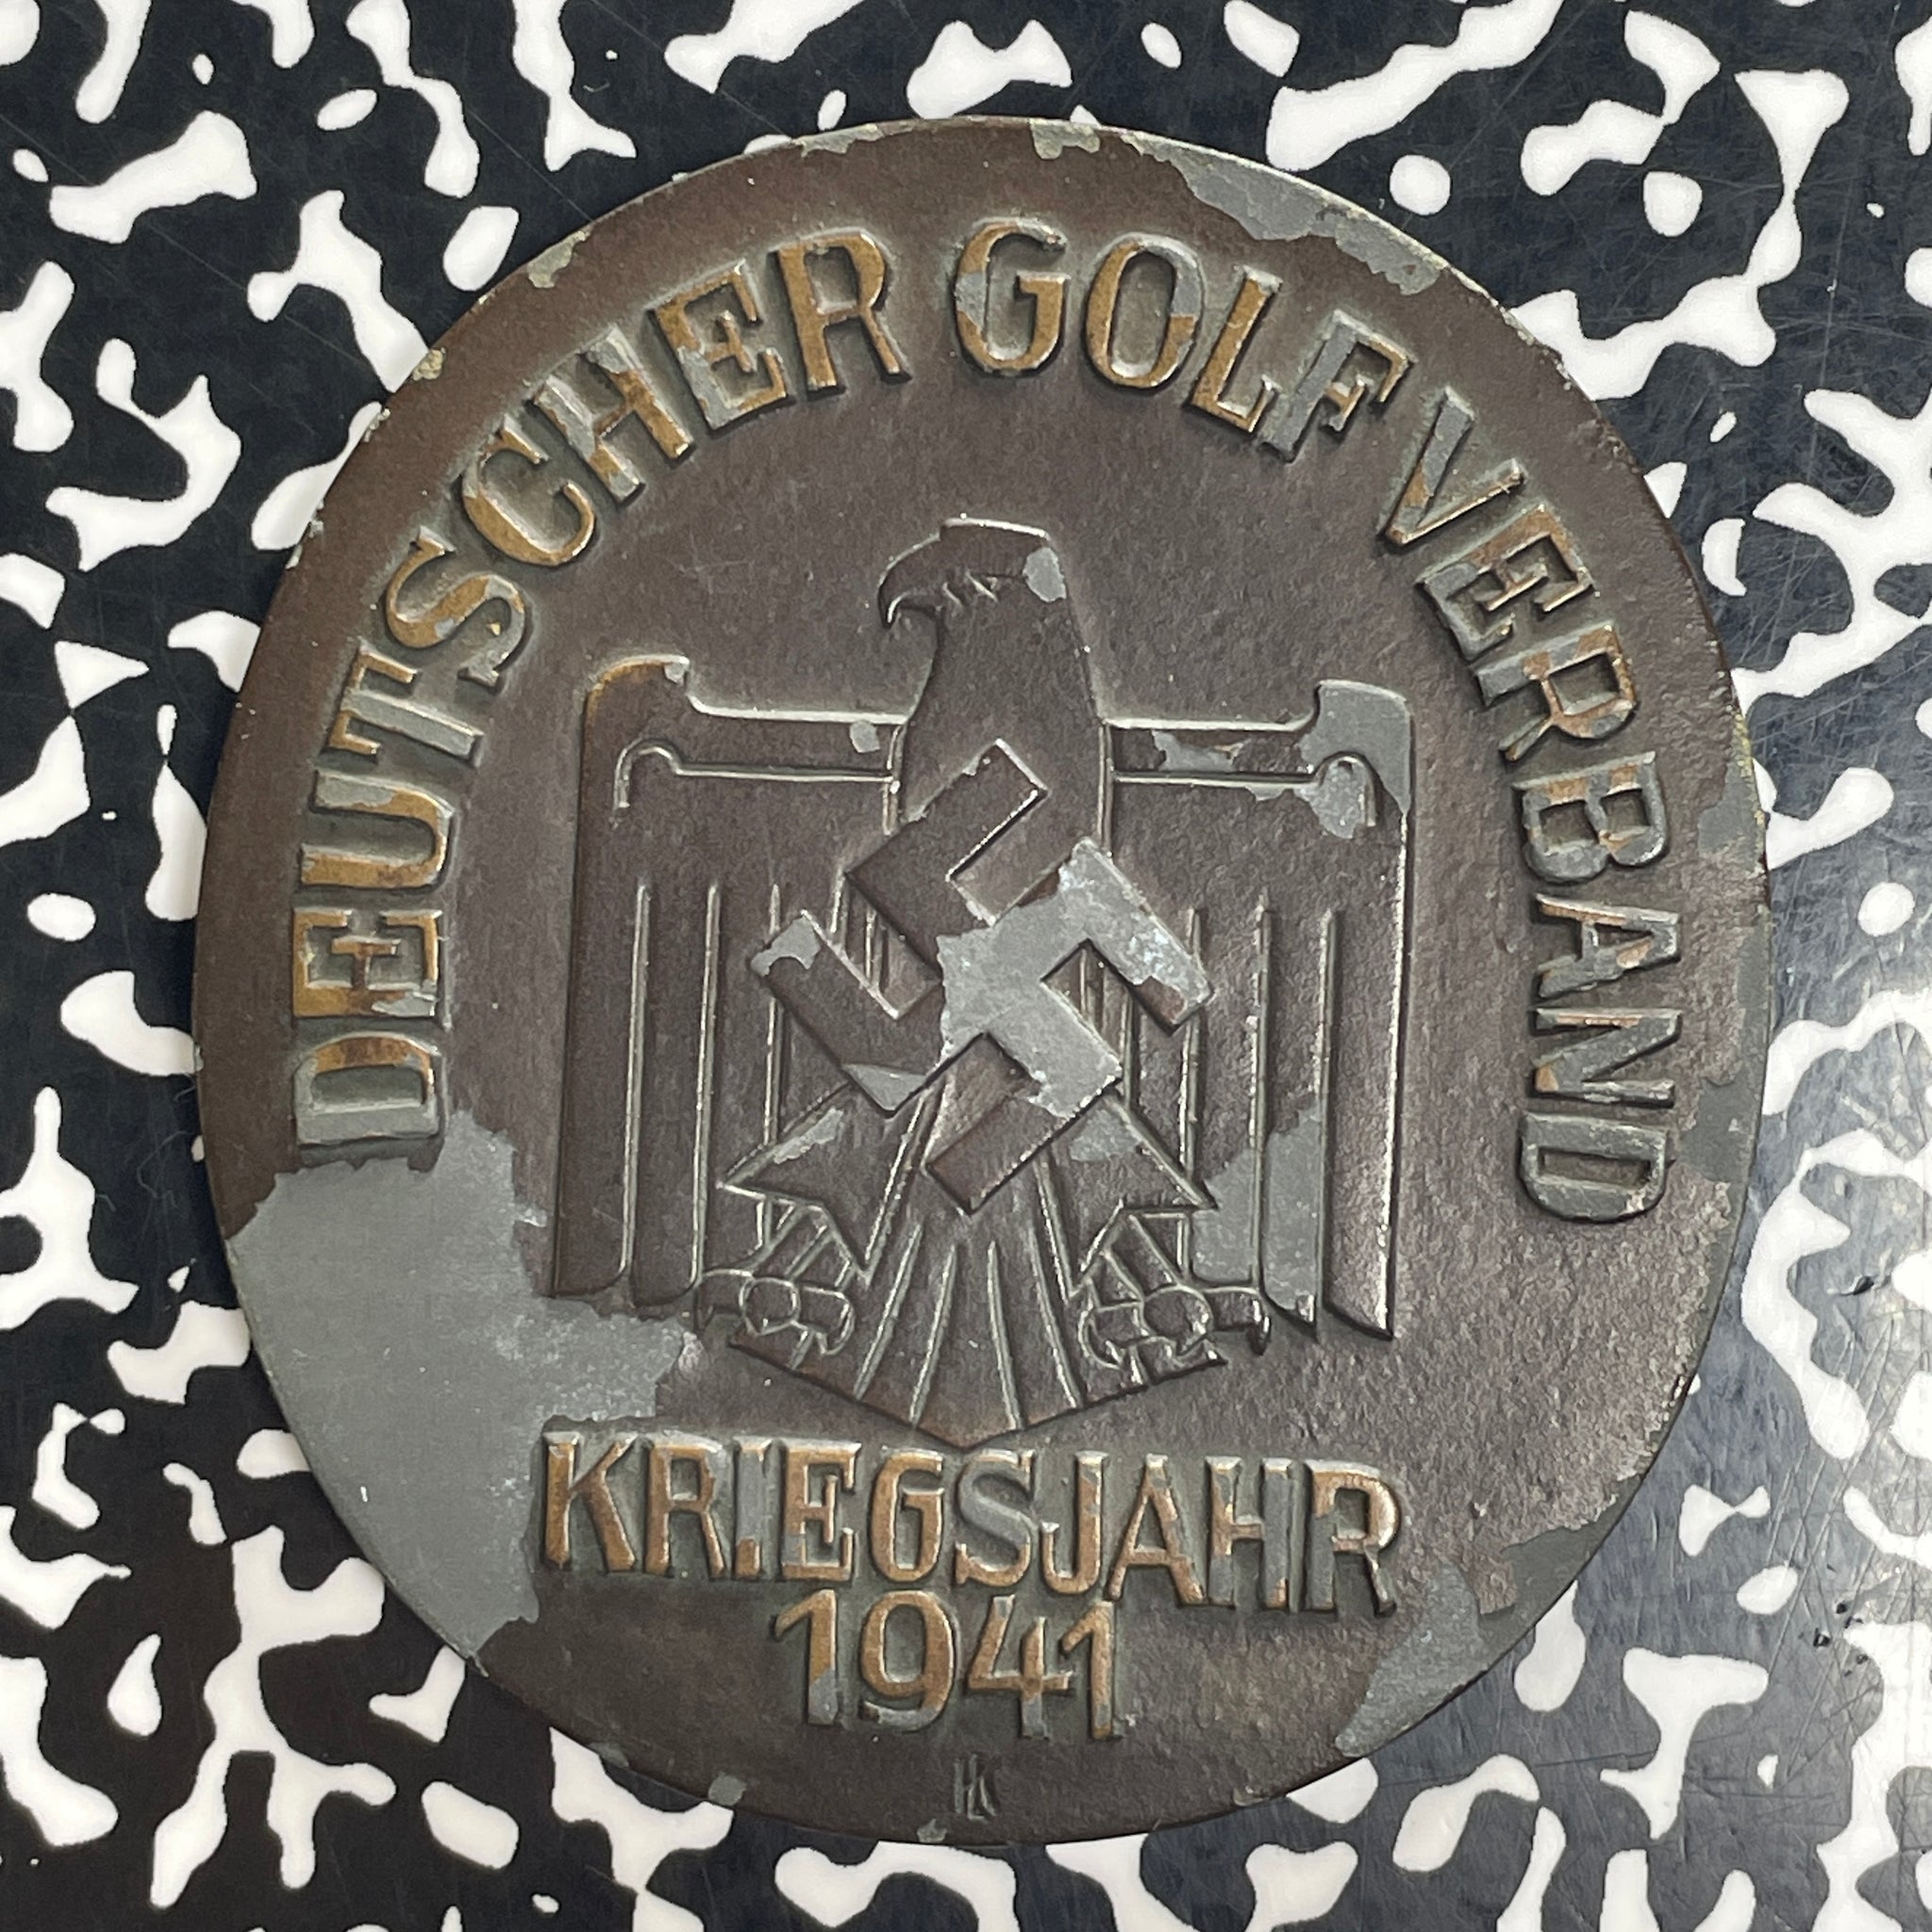 DEUTSCHER GOLF VERBAND
KRIEGSJAHR
1941